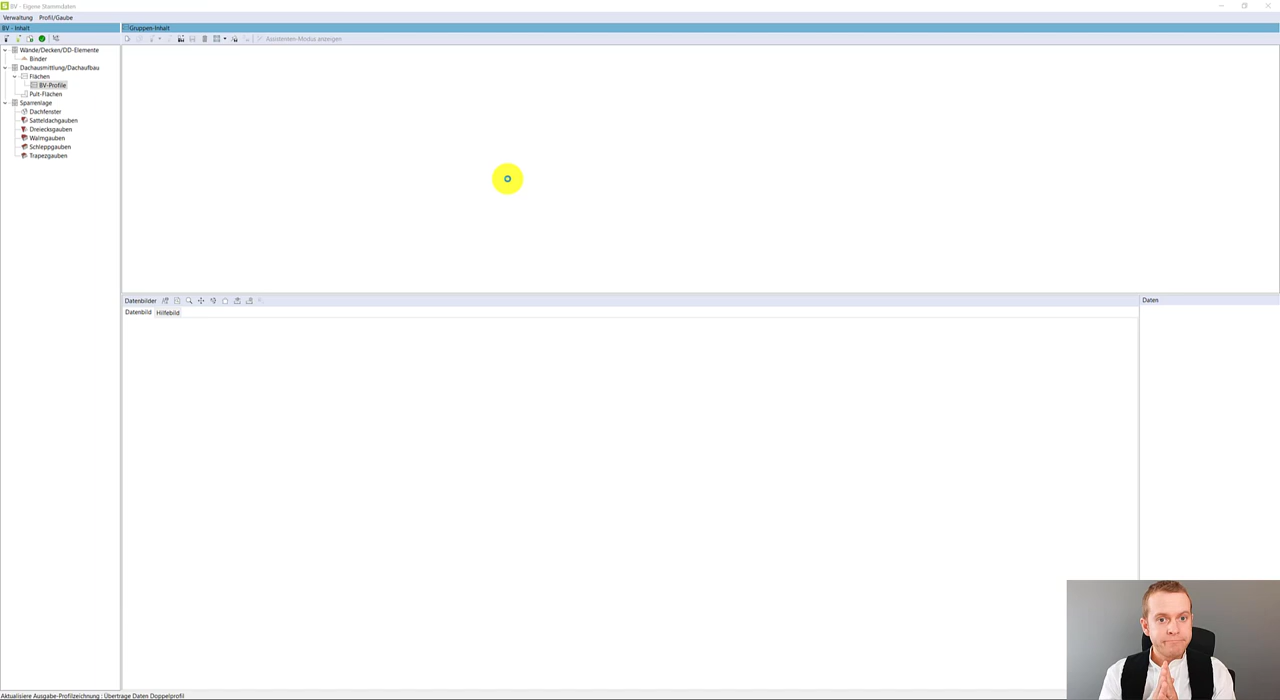 BV - Eigene Stammdaten
Verwaltung Profil/Gaube
BV - Inhalt
Gruppen-Inhalt
Assistenten-Modus anzeigen
Wände/Decken/DD-Elemente
Binder
Dachausmittlung/Dachaufbau
Flächen
BV-Profile
Pult-Flächen
Sparrenlage
Dachfenster
Satteldachgauben
Dreiecksgauben
Walmgauben
Schleppgauben
Trapezgauben
Datenbilder
Daten
Datenbild Hilfebild
Aktualisiere Ausgabe-Profilzeichnung : Übertrage Daten Doppelprofil